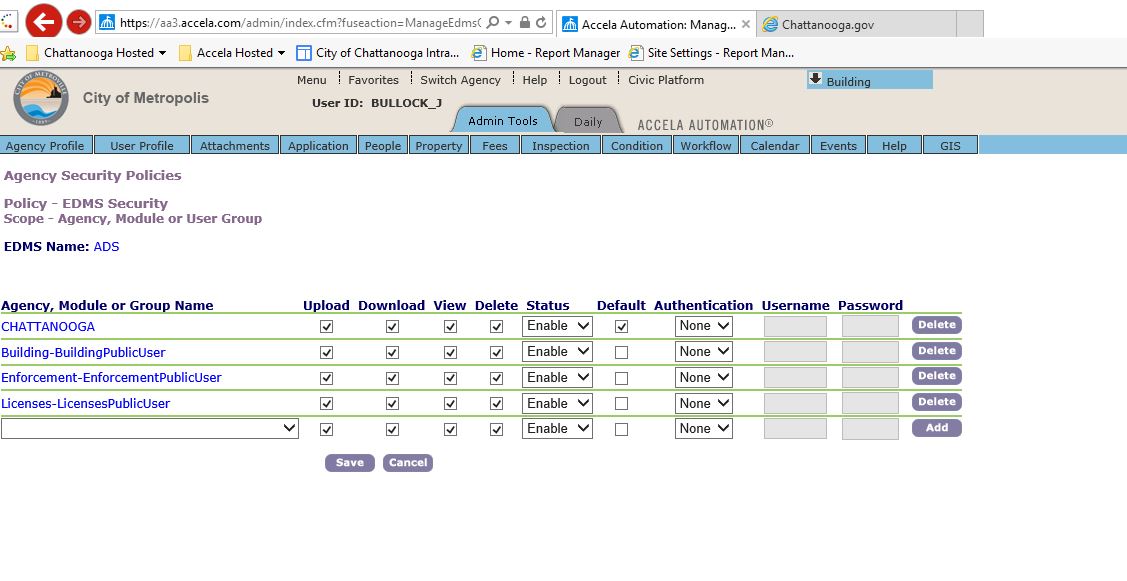 https://aa3.accela.com/admin/index.cfm?fuseaction=ManageEdms
Accela Automation: Manag...
Chattanooga.gov
Chattanooga Hosted
Accela Hosted
City of Chattanooga Intra...
Home - Report Manager
Site Settings - Report Man...
City of Metropolis
Menu
Favorites
Switch Agency
Help
Logout
Civic Platform
Building
User ID: BULLOCK_J
Admin Tools
Daily
ACCELA AUTOMATION®
Agency Profile
User Profile
Attachments
Application
People
Property
Fees
Inspection
Condition
Workflow
Calendar
Events
Help
GIS
Agency Security Policies
Policy - EDMS Security
Scope - Agency, Module or User Group
EDMS Name: ADS
Agency, Module or Group Name Upload Download View Delete Status Default Authentication Username Password
CHATTANOOGA Enable None Delete
Building-BuildingPublicUser Enable None Delete
Enforcement-EnforcementPublicUser Enable None Delete
Licenses-LicensesPublicUser Enable None Delete
Enable None Add
Save Cancel